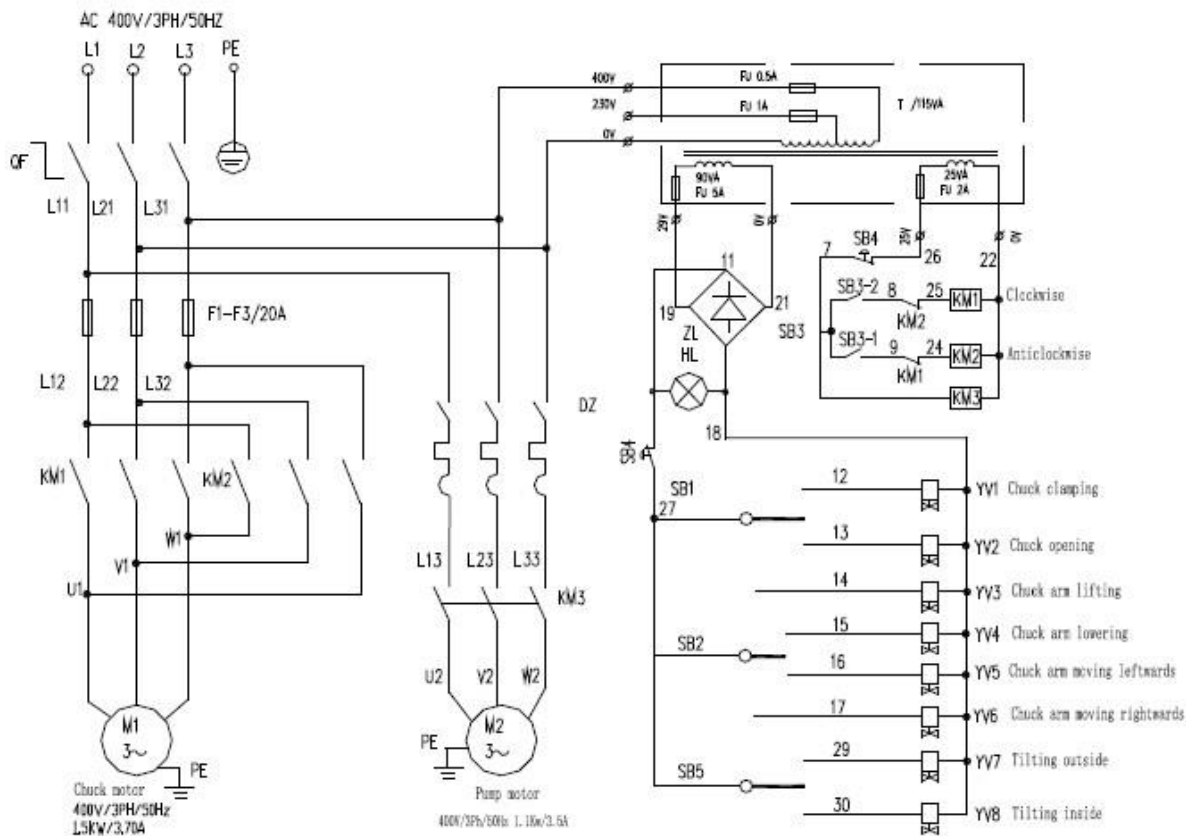 AC 400V/3PH/50HZ
L1 L2 L3 PE
QF
L11 L21 L31
F1-F3/20A
L12 L22 L32
KM1
KM2
W1
V1
U1
M1
3~
PE
Chuck motor
400V/3PH/50Hz
1.5KW/3.70A
DZ
L13 L23 L33
KM3
U2 V2 W2
M2
3~
PE
Pump motor
400V/3Ph/50Hz 1.1Kw/3.5A
400V
FU 0.5A
230V
FU 1A
0V
T /115VA
90VA
FU 5A
25VA
FU 2A
29V
0V
25V
0V
11
19
21
ZL
HL
18
SB4
7
SB4
26
22
SB3
SB3-2 8 KM2 25 KM1 Clockwise
SB3-1 9 KM1 24 KM2 Anticlockwise
KM3
27
SB1
12 YV1 Chuck clamping
13 YV2 Chuck opening
14 YV3 Chuck arm lifting
SB2
15 YV4 Chuck arm lowering
16 YV5 Chuck arm moving leftwards
17 YV6 Chuck arm moving rightwards
SB5
29 YV7 Tilting outside
30 YV8 Tilting inside